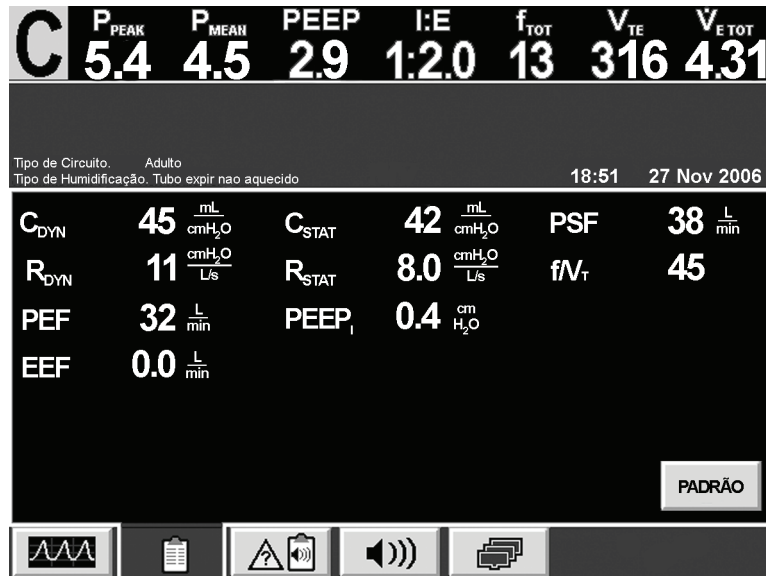 C PPEAK PMEAN PEEP I:E fTOT VTE V̇E TOT
5.4 4.5 2.9 1:2.0 13 316 4.31
Tipo de Circuito. Adulto
Tipo de Humidificação. Tubo expir nao aquecido 18:51 27 Nov 2006
CDYN 45 mL/cmH2O CSTAT 42 mL/cmH2O PSF 38 L/min
RDYN 11 cmH2O/L/s RSTAT 8.0 cmH2O/L/s f/VT 45
PEF 32 L/min PEEPI 0.4 cm H2O
EEF 0.0 L/min
PADRÃO